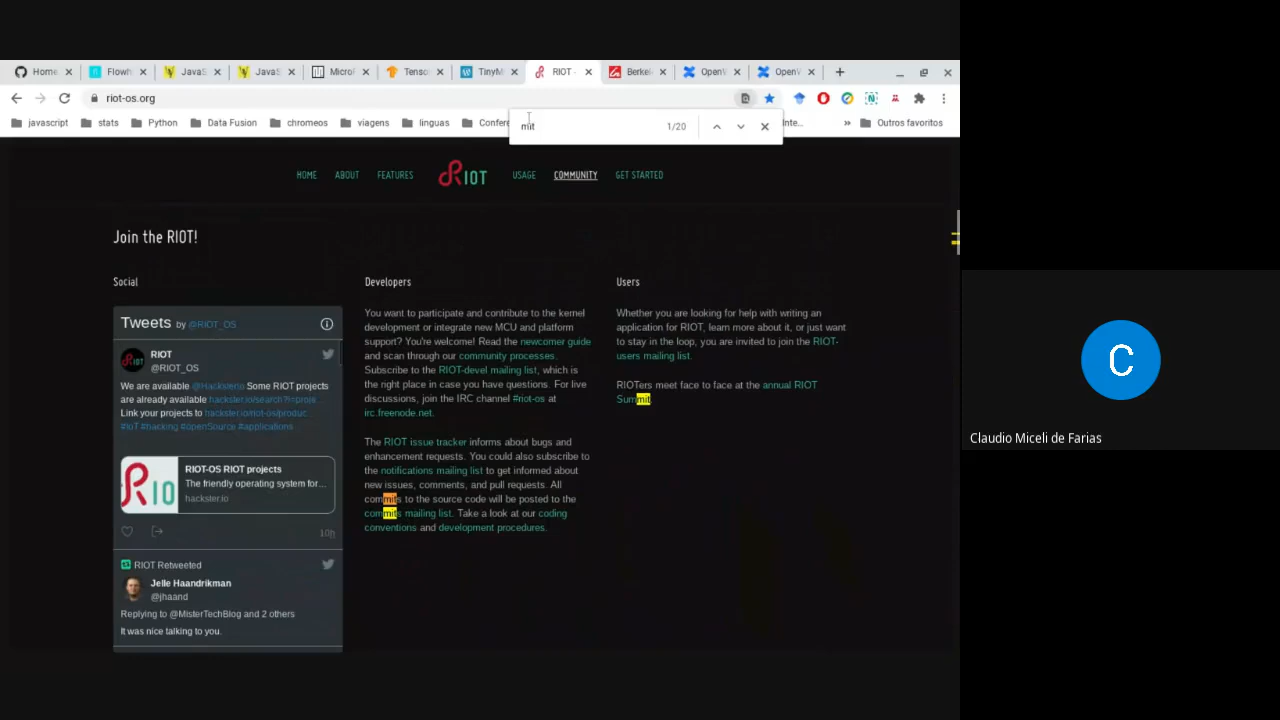 Home
Flowh
JavaS
JavaS
MicroP
Tenso
TinyM
RIOT -
Berkel
OpenV
OpenV
riot-os.org
javascript
stats
Python
Data Fusion
chromeos
viagens
linguas
Confere
Outros favoritos
mit
1/20
HOME
ABOUT
FEATURES
RIOT
USAGE
COMMUNITY
GET STARTED
Join the RIOT!
Social
Tweets by @RIOT_OS
RIOT
@RIOT_OS
We are available @Hacksterio Some RIOT projects
are already available hackster.io/search?i=proje...
Link your projects to hackster.io/riot-os/produc...
#IoT #hacking #openSource #applications
RIOT-OS RIOT projects
The friendly operating system for...
hackster.io
10h
RIOT Retweeted
Jelle Haandrikman
@jhaand
Replying to @MisterTechBlog and 2 others
It was nice talking to you.
Developers
You want to participate and contribute to the kernel
development or integrate new MCU and platform
support? You're welcome! Read the newcomer guide
and scan through our community processes.
Subscribe to the RIOT-devel mailing list, which is
the right place in case you have questions. For live
discussions, join the IRC channel #riot-os at
irc.freenode.net.
The RIOT issue tracker informs about bugs and
enhancement requests. You could also subscribe to
the notifications mailing list to get informed about
new issues, comments, and pull requests. All
commits to the source code will be posted to the
commits mailing list. Take a look at our coding
conventions and development procedures.
Users
Whether you are looking for help with writing an
application for RIOT, learn more about it, or just want
to stay in the loop, you are invited to join the RIOT-
users mailing list.
RIOTers meet face to face at the annual RIOT
Summit
C
Claudio Miceli de Farias